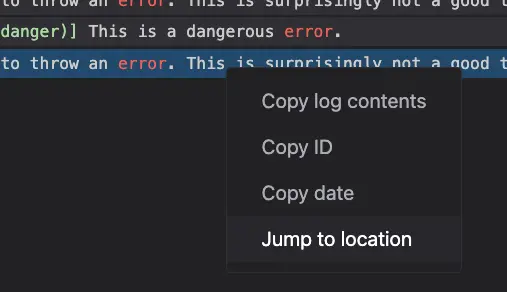 to throw an error. This is surprisingly not a good t
danger)] This is a dangerous error.
to throw an error. This is surprisingly not a good t
Copy log contents
Copy ID
Copy date
Jump to location